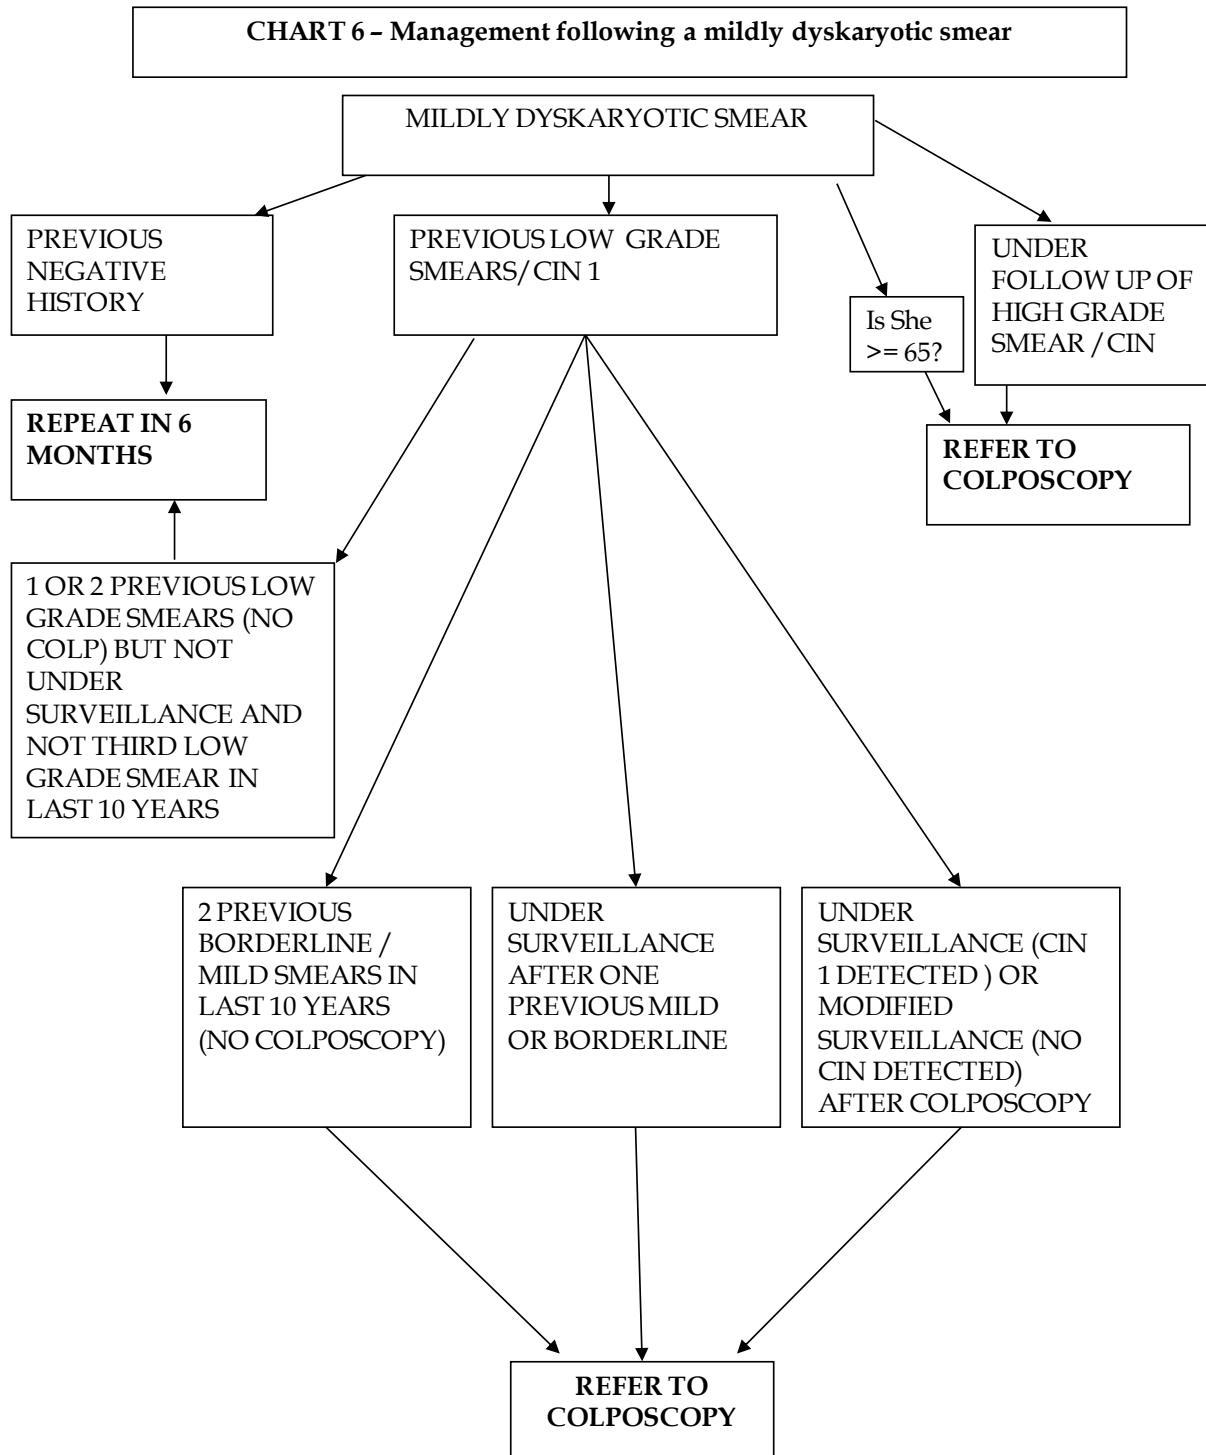 CHART 6 – Management following a mildly dyskaryotic smear
MILDLY DYSKARYOTIC SMEAR
PREVIOUS
NEGATIVE
HISTORY
PREVIOUS LOW GRADE
SMEARS/CIN 1
Is She
>= 65?
UNDER
FOLLOW UP OF
HIGH GRADE
SMEAR / CIN
REPEAT IN 6
MONTHS
REFER TO
COLPOSCOPY
1 OR 2 PREVIOUS LOW
GRADE SMEARS (NO
COLP) BUT NOT
UNDER
SURVEILLANCE AND
NOT THIRD LOW
GRADE SMEAR IN
LAST 10 YEARS
2 PREVIOUS
BORDERLINE /
MILD SMEARS IN
LAST 10 YEARS
(NO COLPOSCOPY)
UNDER
SURVEILLANCE
AFTER ONE
PREVIOUS MILD
OR BORDERLINE
UNDER
SURVEILLANCE (CIN
1 DETECTED ) OR
MODIFIED
SURVEILLANCE (NO
CIN DETECTED)
AFTER COLPOSCOPY
REFER TO
COLPOSCOPY